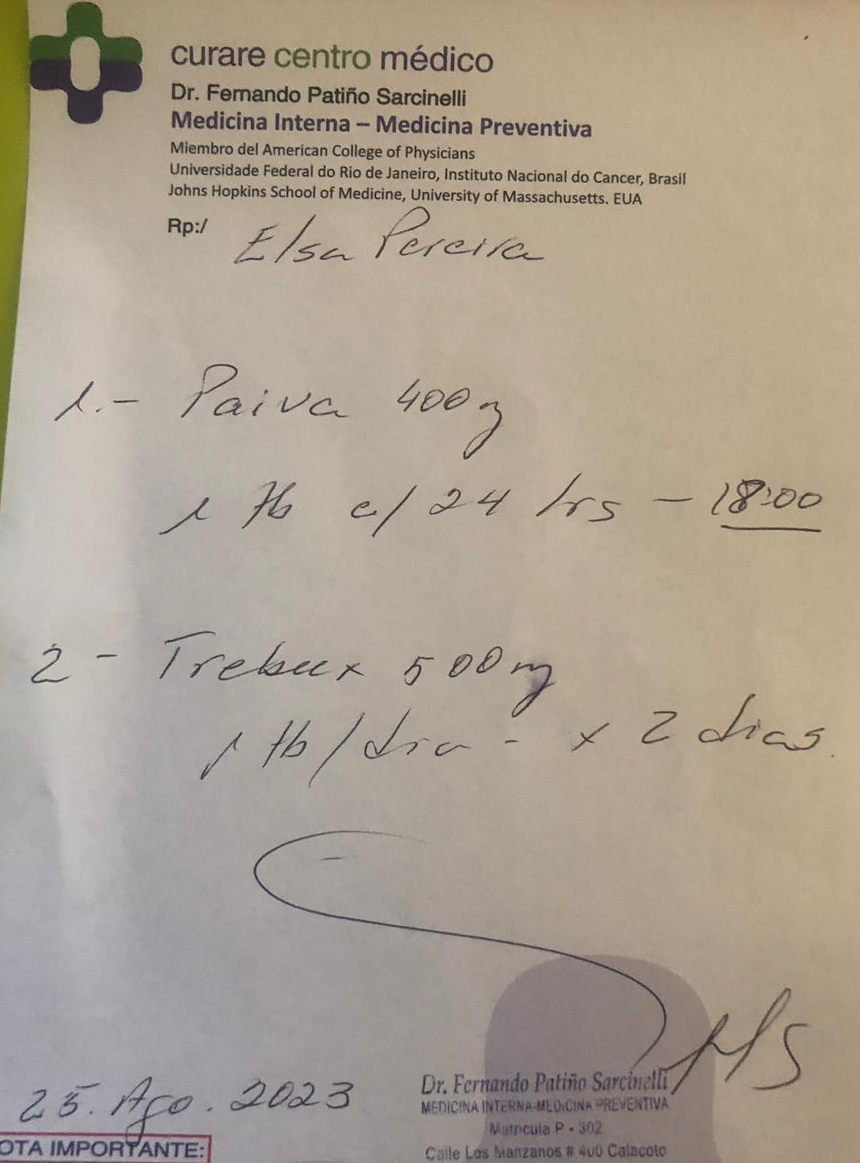 curare centro médico
Dr. Fernando Patiño Sarcinelli
Medicina Interna – Medicina Preventiva
Miembro del American College of Physicians
Universidade Federal do Rio de Janeiro, Instituto Nacional do Cancer, Brasil
Johns Hopkins School of Medicine, University of Massachusetts. EUA
Rp:/ Elsa Pereira
1.- Paiva 400
1 tb c/ 24 hrs – 18:00
2 - 500 mg
1 tb/dia - x 2 dias.
Dr. Fernando Patiño Sarcinelli
MEDICINA INTERNA-MEDICINA PREVENTIVA
25. Ago. 2023
Matricula P - 302
OTA IMPORTANTE:
Calle Los Manzanos # 400 Calacoto